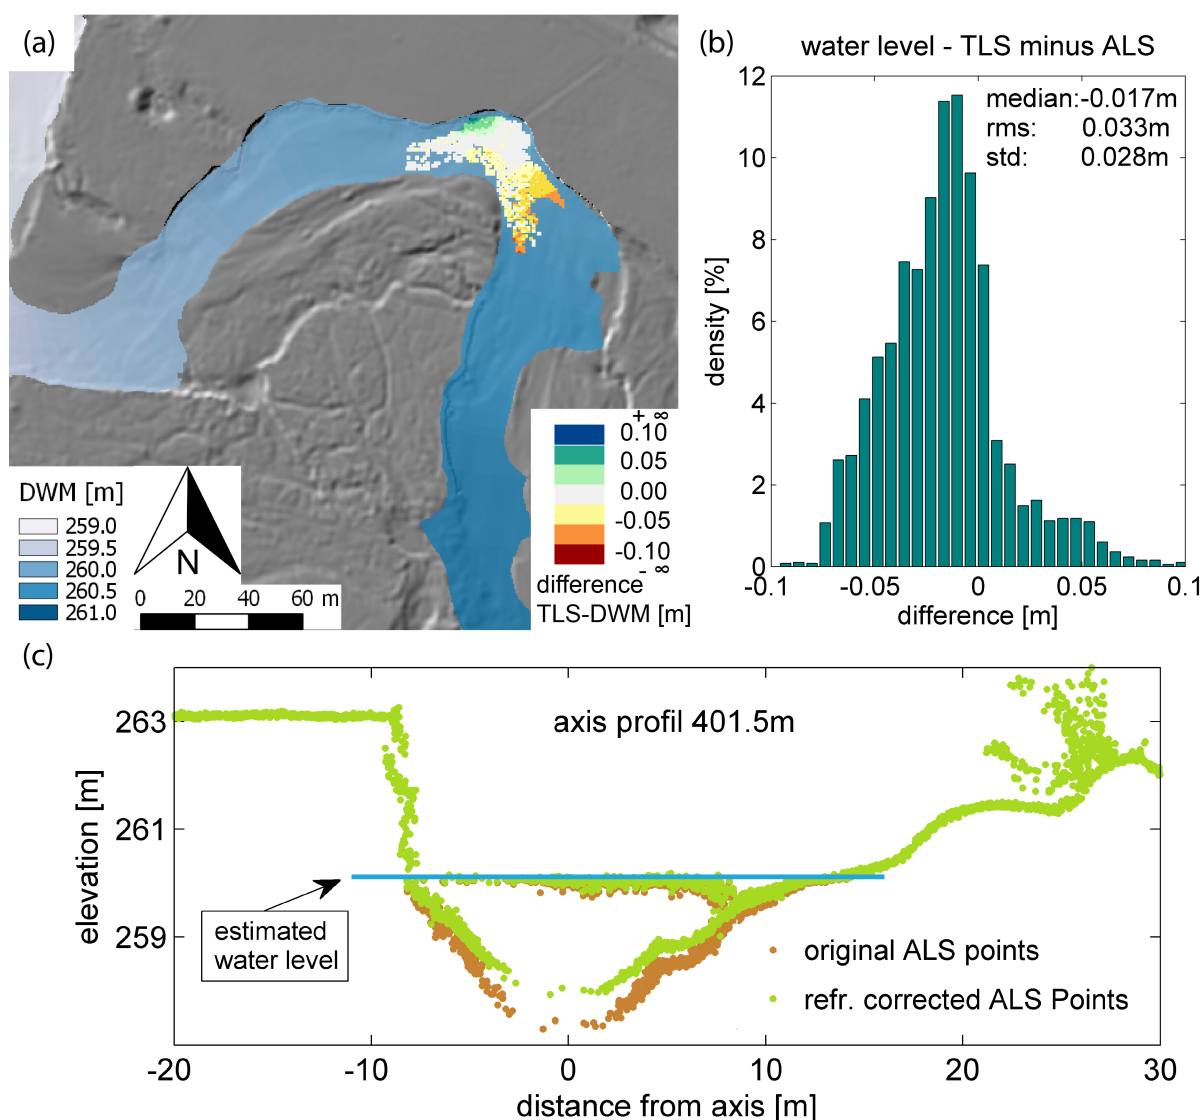 (a)
DWM [m]
259.0
259.5
260.0
260.5
261.0
N
0 20 40 60 m
+ ∞
0.10
0.05
0.00
-0.05
-0.10
- ∞
difference
TLS-DWM [m]
(b)
water level - TLS minus ALS
median:-0.017m
rms: 0.033m
std: 0.028m
density [%]
12
10
8
6
4
2
0
-0.1 -0.05 0 0.05 0.1
difference [m]
(c)
axis profil 401.5m
elevation [m]
263
261
259
estimated
water level
original ALS points
refr. corrected ALS Points
-20 -10 0 10 20 30
distance from axis [m]